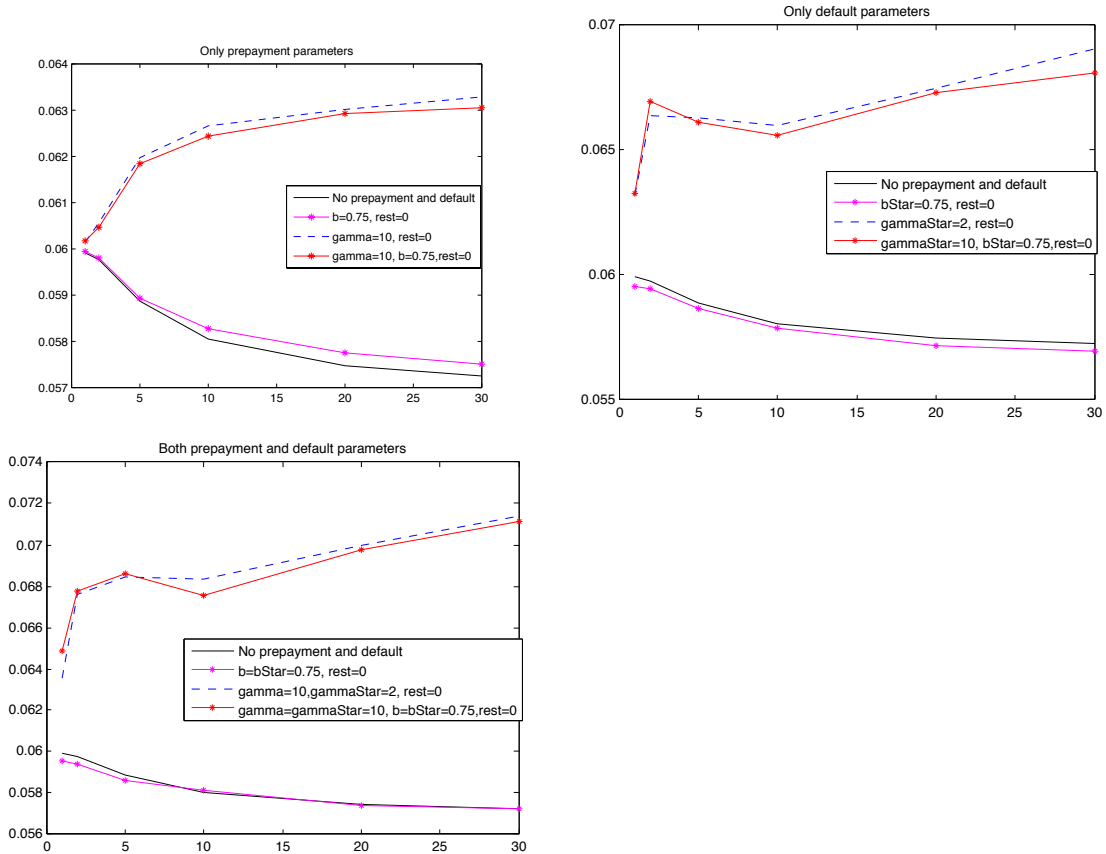 Only prepayment parameters
0.064
0.063
0.062
0.061
0.06
0.059
0.058
0.057
0 5 10 15 20 25 30
No prepayment and default
b=0.75, rest=0
gamma=10, rest=0
gamma=10, b=0.75,rest=0
Only default parameters
0.07
0.065
0.06
0.055
0 5 10 15 20 25 30
No prepayment and default
bStar=0.75, rest=0
gammaStar=2, rest=0
gammaStar=10, bStar=0.75,rest=0
Both prepayment and default parameters
0.074
0.072
0.07
0.068
0.066
0.064
0.062
0.06
0.058
0.056
0 5 10 15 20 25 30
No prepayment and default
b=bStar=0.75, rest=0
gamma=10,gammaStar=2, rest=0
gamma=gammaStar=10, b=bStar=0.75,rest=0